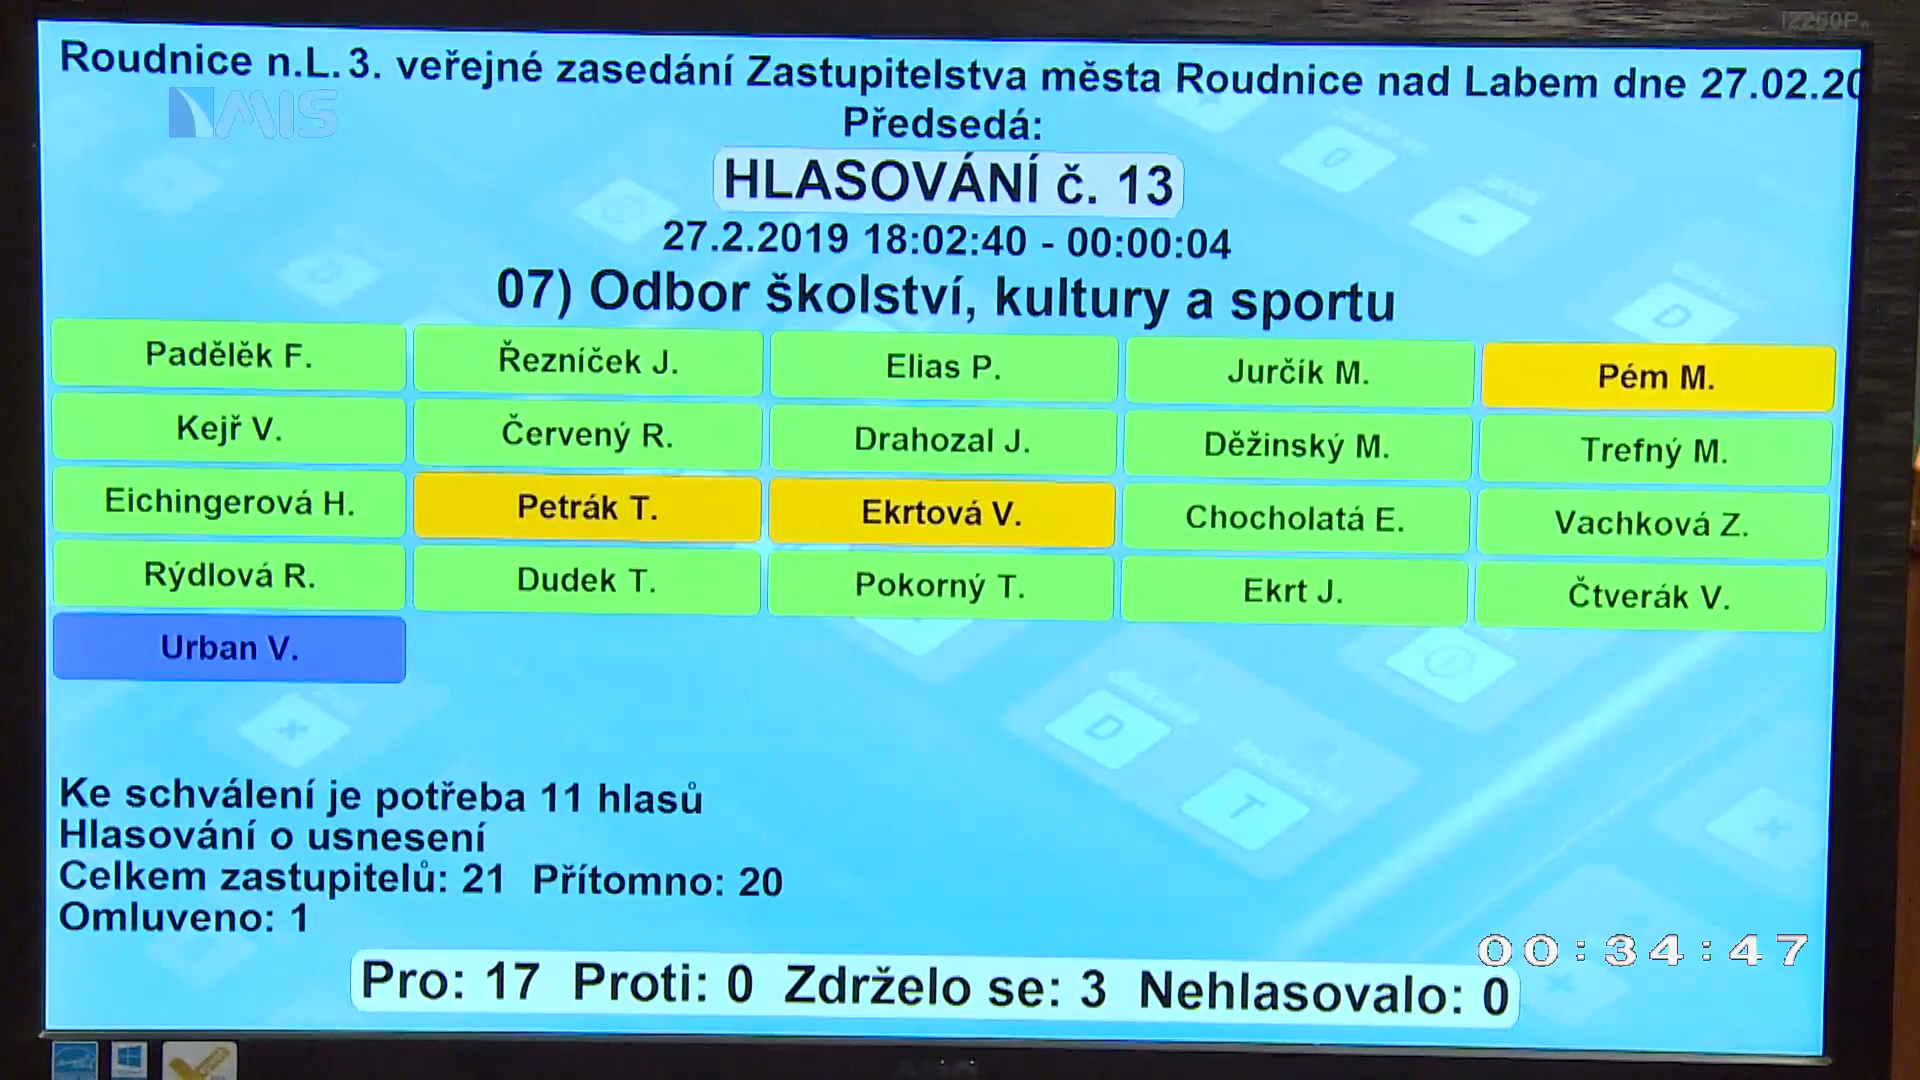 Roudnice n.L. 3. veřejné zasedání Zastupitelstva města Roudnice nad Labem dne 27.02.20
MIS
Předsedá:
HLASOVÁNÍ č. 13
27.2.2019 18:02:40 - 00:00:04
07) Odbor školství, kultury a sportu
Padělěk F. Řezníček J. Elias P. Jurčík M. Pém M.
Kejř V. Červený R. Drahozal J. Děžinský M. Trefný M.
Eichingerová H. Petrák T. Ekrtová V. Chocholatá E. Vachková Z.
Rýdlová R. Dudek T. Pokorný T. Ekrt J. Čtverák V.
Urban V.
Ke schválení je potřeba 11 hlasů
Hlasování o usnesení
Celkem zastupitelů: 21 Přítomno: 20
Omluveno: 1
00:34:47
Pro: 17 Proti: 0 Zdrželo se: 3 Nehlasovalo: 0